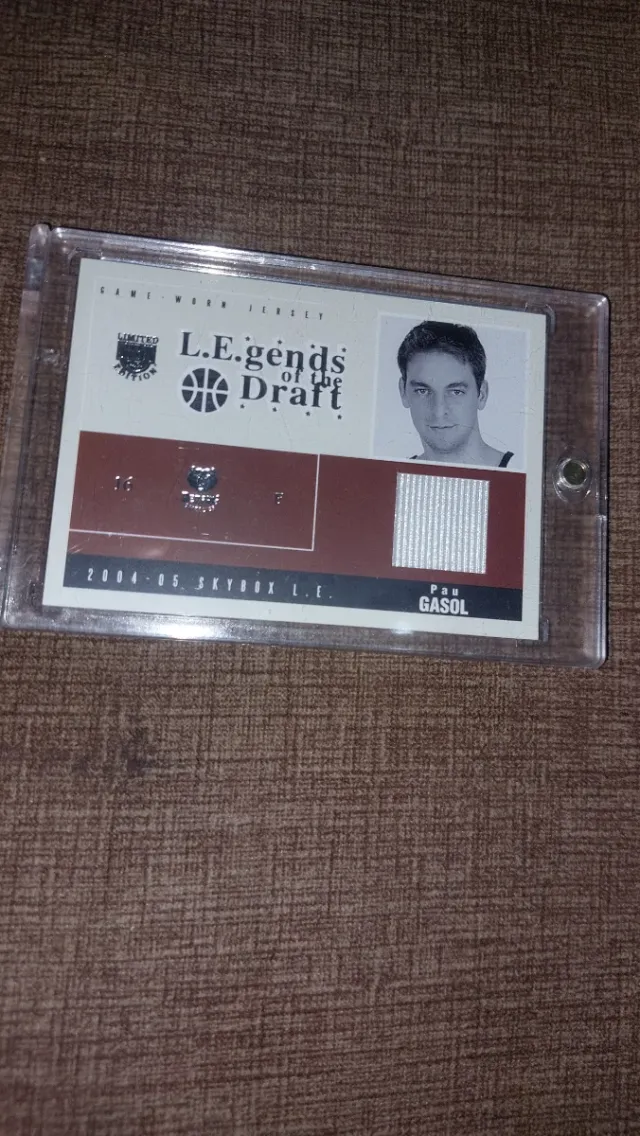 GAME-WORN JERSEY
LIMITED
EDITION
L.E.gends
of the
Draft
16
F
2004-05 SKYBOX L.E.
Pau
GASOL